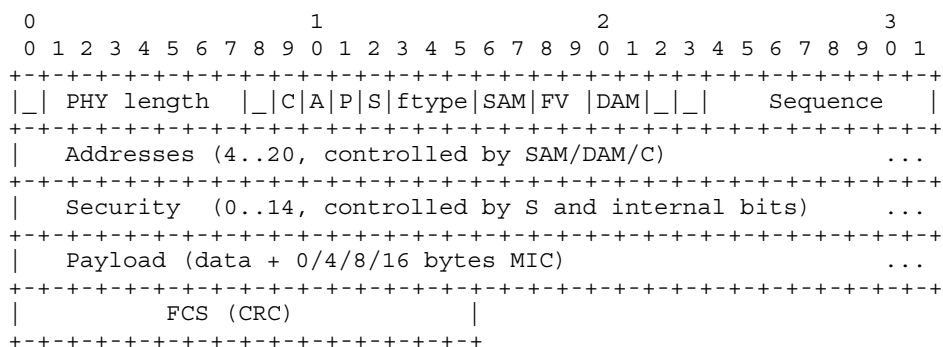 0                   1                   2                   3
 0 1 2 3 4 5 6 7 8 9 0 1 2 3 4 5 6 7 8 9 0 1 2 3 4 5 6 7 8 9 0 1
+-+-+-+-+-+-+-+-+-+-+-+-+-+-+-+-+-+-+-+-+-+-+-+-+-+-+-+-+-+-+-+-+
|_| PHY length  |_|C|A|P|S|ftype|SAM|FV |DAM|_|_|    Sequence   |
+-+-+-+-+-+-+-+-+-+-+-+-+-+-+-+-+-+-+-+-+-+-+-+-+-+-+-+-+-+-+-+-+
|   Addresses (4..20, controlled by SAM/DAM/C)               ...
+-+-+-+-+-+-+-+-+-+-+-+-+-+-+-+-+-+-+-+-+-+-+-+-+-+-+-+-+-+-+-+-+
|   Security  (0..14, controlled by S and internal bits)     ...
+-+-+-+-+-+-+-+-+-+-+-+-+-+-+-+-+-+-+-+-+-+-+-+-+-+-+-+-+-+-+-+-+
|   Payload (data + 0/4/8/16 bytes MIC)                      ...
+-+-+-+-+-+-+-+-+-+-+-+-+-+-+-+-+-+-+-+-+-+-+-+-+-+-+-+-+-+-+-+-+
|          FCS (CRC)            |
+-+-+-+-+-+-+-+-+-+-+-+-+-+-+-+-+